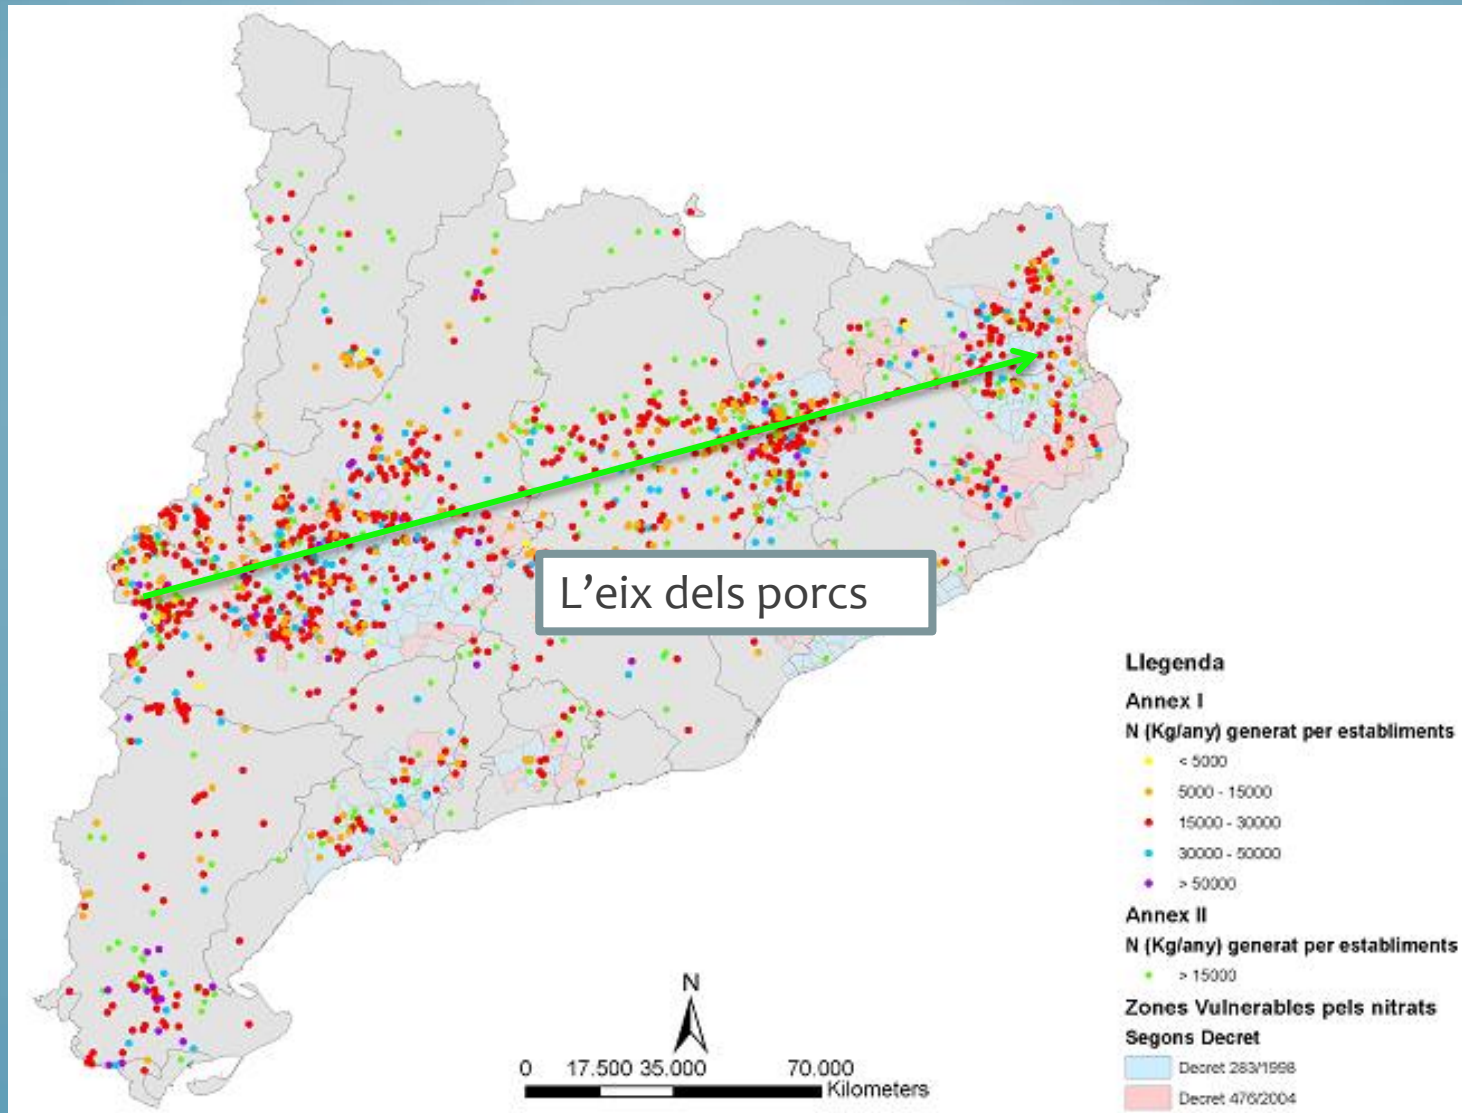 L'eix dels porcs
Llegenda
Annex I
N (Kg/any) generat per establiments
< 5000
5000 - 15000
15000 - 30000
30000 - 50000
> 50000
Annex II
N (Kg/any) generat per establiments
> 15000
Zones Vulnerables pels nitrats
Segons Decret
Decret 283/1998
Decret 476/2004
N
0 17.500 35.000 70.000
Kilometers